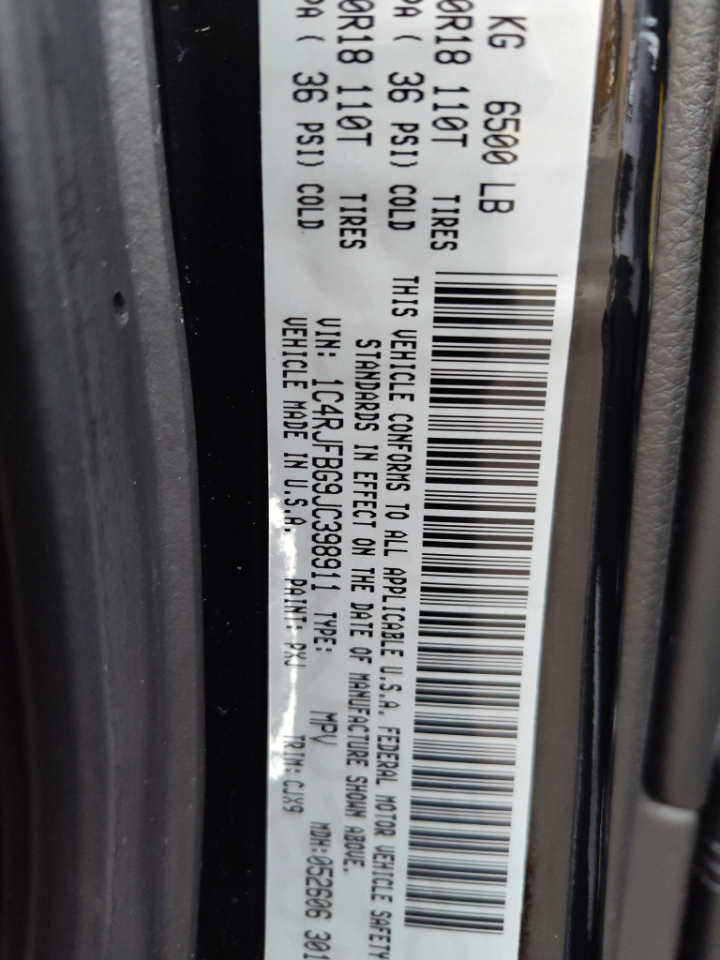 KG 6500 LB
0R18 110T TIRES
PA ( 36 PSI) COLD
0R18 110T TIRES
PA ( 36 PSI) COLD
THIS VEHICLE CONFORMS TO ALL APPLICABLE U.S.A. FEDERAL MOTOR VEHICLE SAFETY
STANDARDS IN EFFECT ON THE DATE OF MANUFACTURE SHOWN ABOVE.
VIN: 1C4RJFBG9JC398911 TYPE: MPV MDH:052606 301
VEHICLE MADE IN U.S.A. PAINT: PXJ TRIM: CJX9